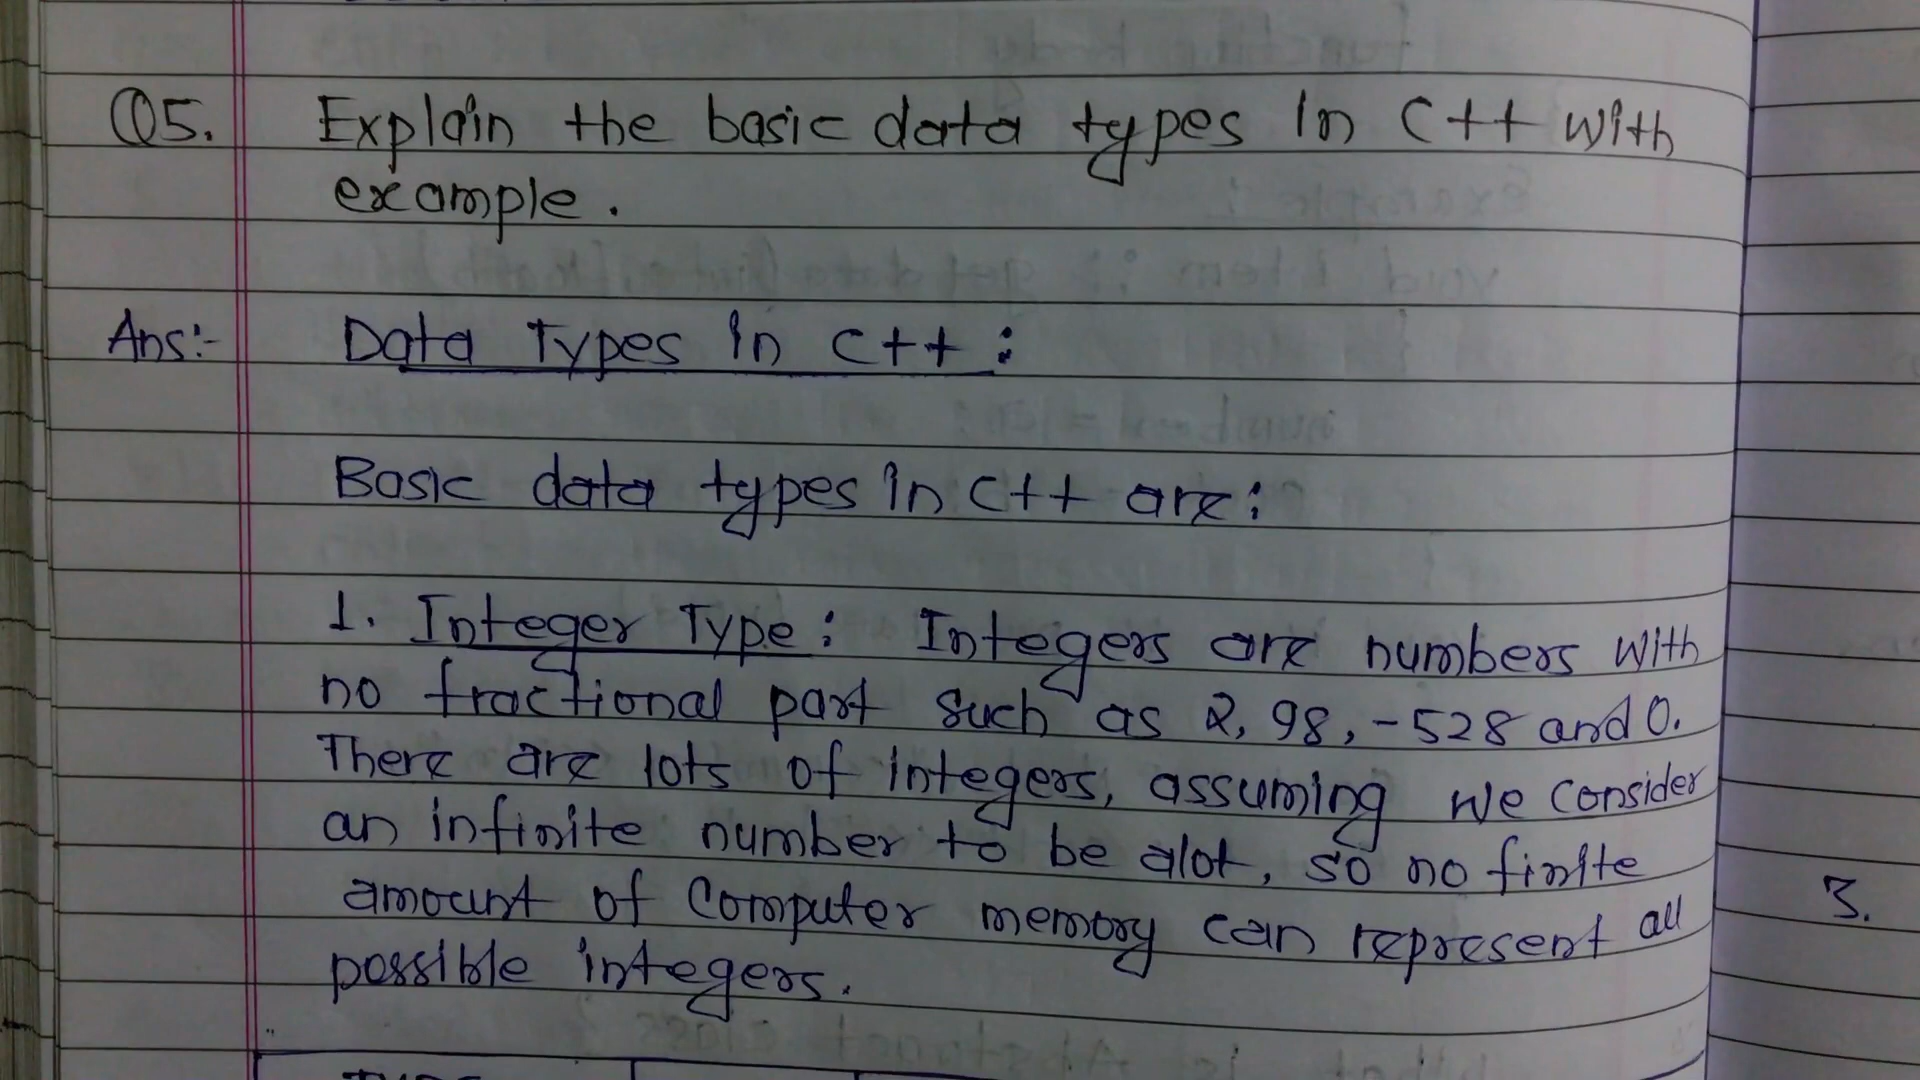 Q5. Explain the basic data types in C++ with
example.
Ans:- Data Types in C++ :
Basic data types in C++ are:
1. Integer Type: Integers are numbers with
no fractional part such as 2, 98, -528 and 0.
There are lots of integers, assuming we consider
an infinite number to be alot, so no finite
amount of computer memory can represent all
possible integers.
3.